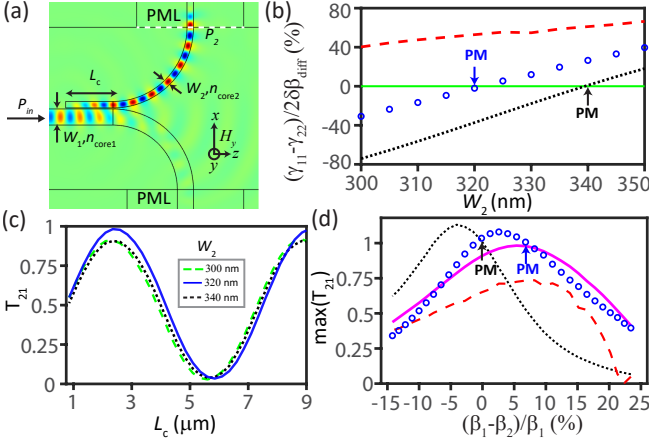 (a)
PML
P2
Lc
W2,ncore2
Pin
W1,ncore1
x
Hy
z
y
PML
(b)
(γ11-γ22)/2δβdiff (%)
80
40
0
-40
-80
PM
PM
300
310
320
330
340
350
W2 (nm)
(c)
T21
1
0.75
0.5
0.25
0
W2
300 nm
320 nm
340 nm
1
3
5
7
9
Lc (μm)
(d)
max(T21)
1
0.75
0.5
0.25
0
PM
PM
-15
-10
-5
0
5
10
15
20
25
(β1-β2)/β1 (%)